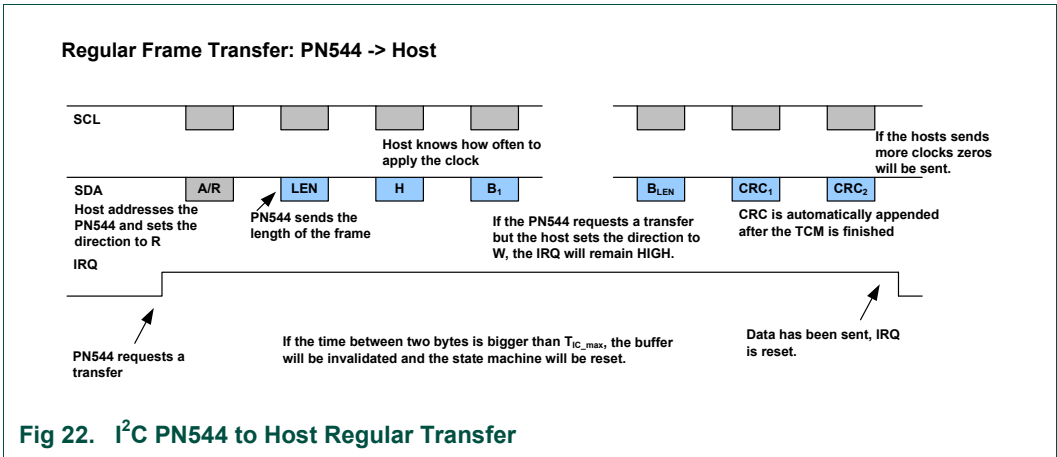 Regular Frame Transfer: PN544 -> Host
SCL
Host knows how often to
apply the clock
If the hosts sends
more clocks zeros
will be sent.
SDA
A/R
LEN
H
B₁
B_LEN
CRC₁
CRC₂
Host addresses the
PN544 and sets the
direction to R
PN544 sends the
length of the frame
If the PN544 requests a transfer
but the host sets the direction to
W, the IRQ will remain HIGH.
CRC is automatically appended
after the TCM is finished
IRQ
PN544 requests a
transfer
If the time between two bytes is bigger than T_IC_max, the buffer
will be invalidated and the state machine will be reset.
Data has been sent, IRQ
is reset.
Fig 22. I²C PN544 to Host Regular Transfer